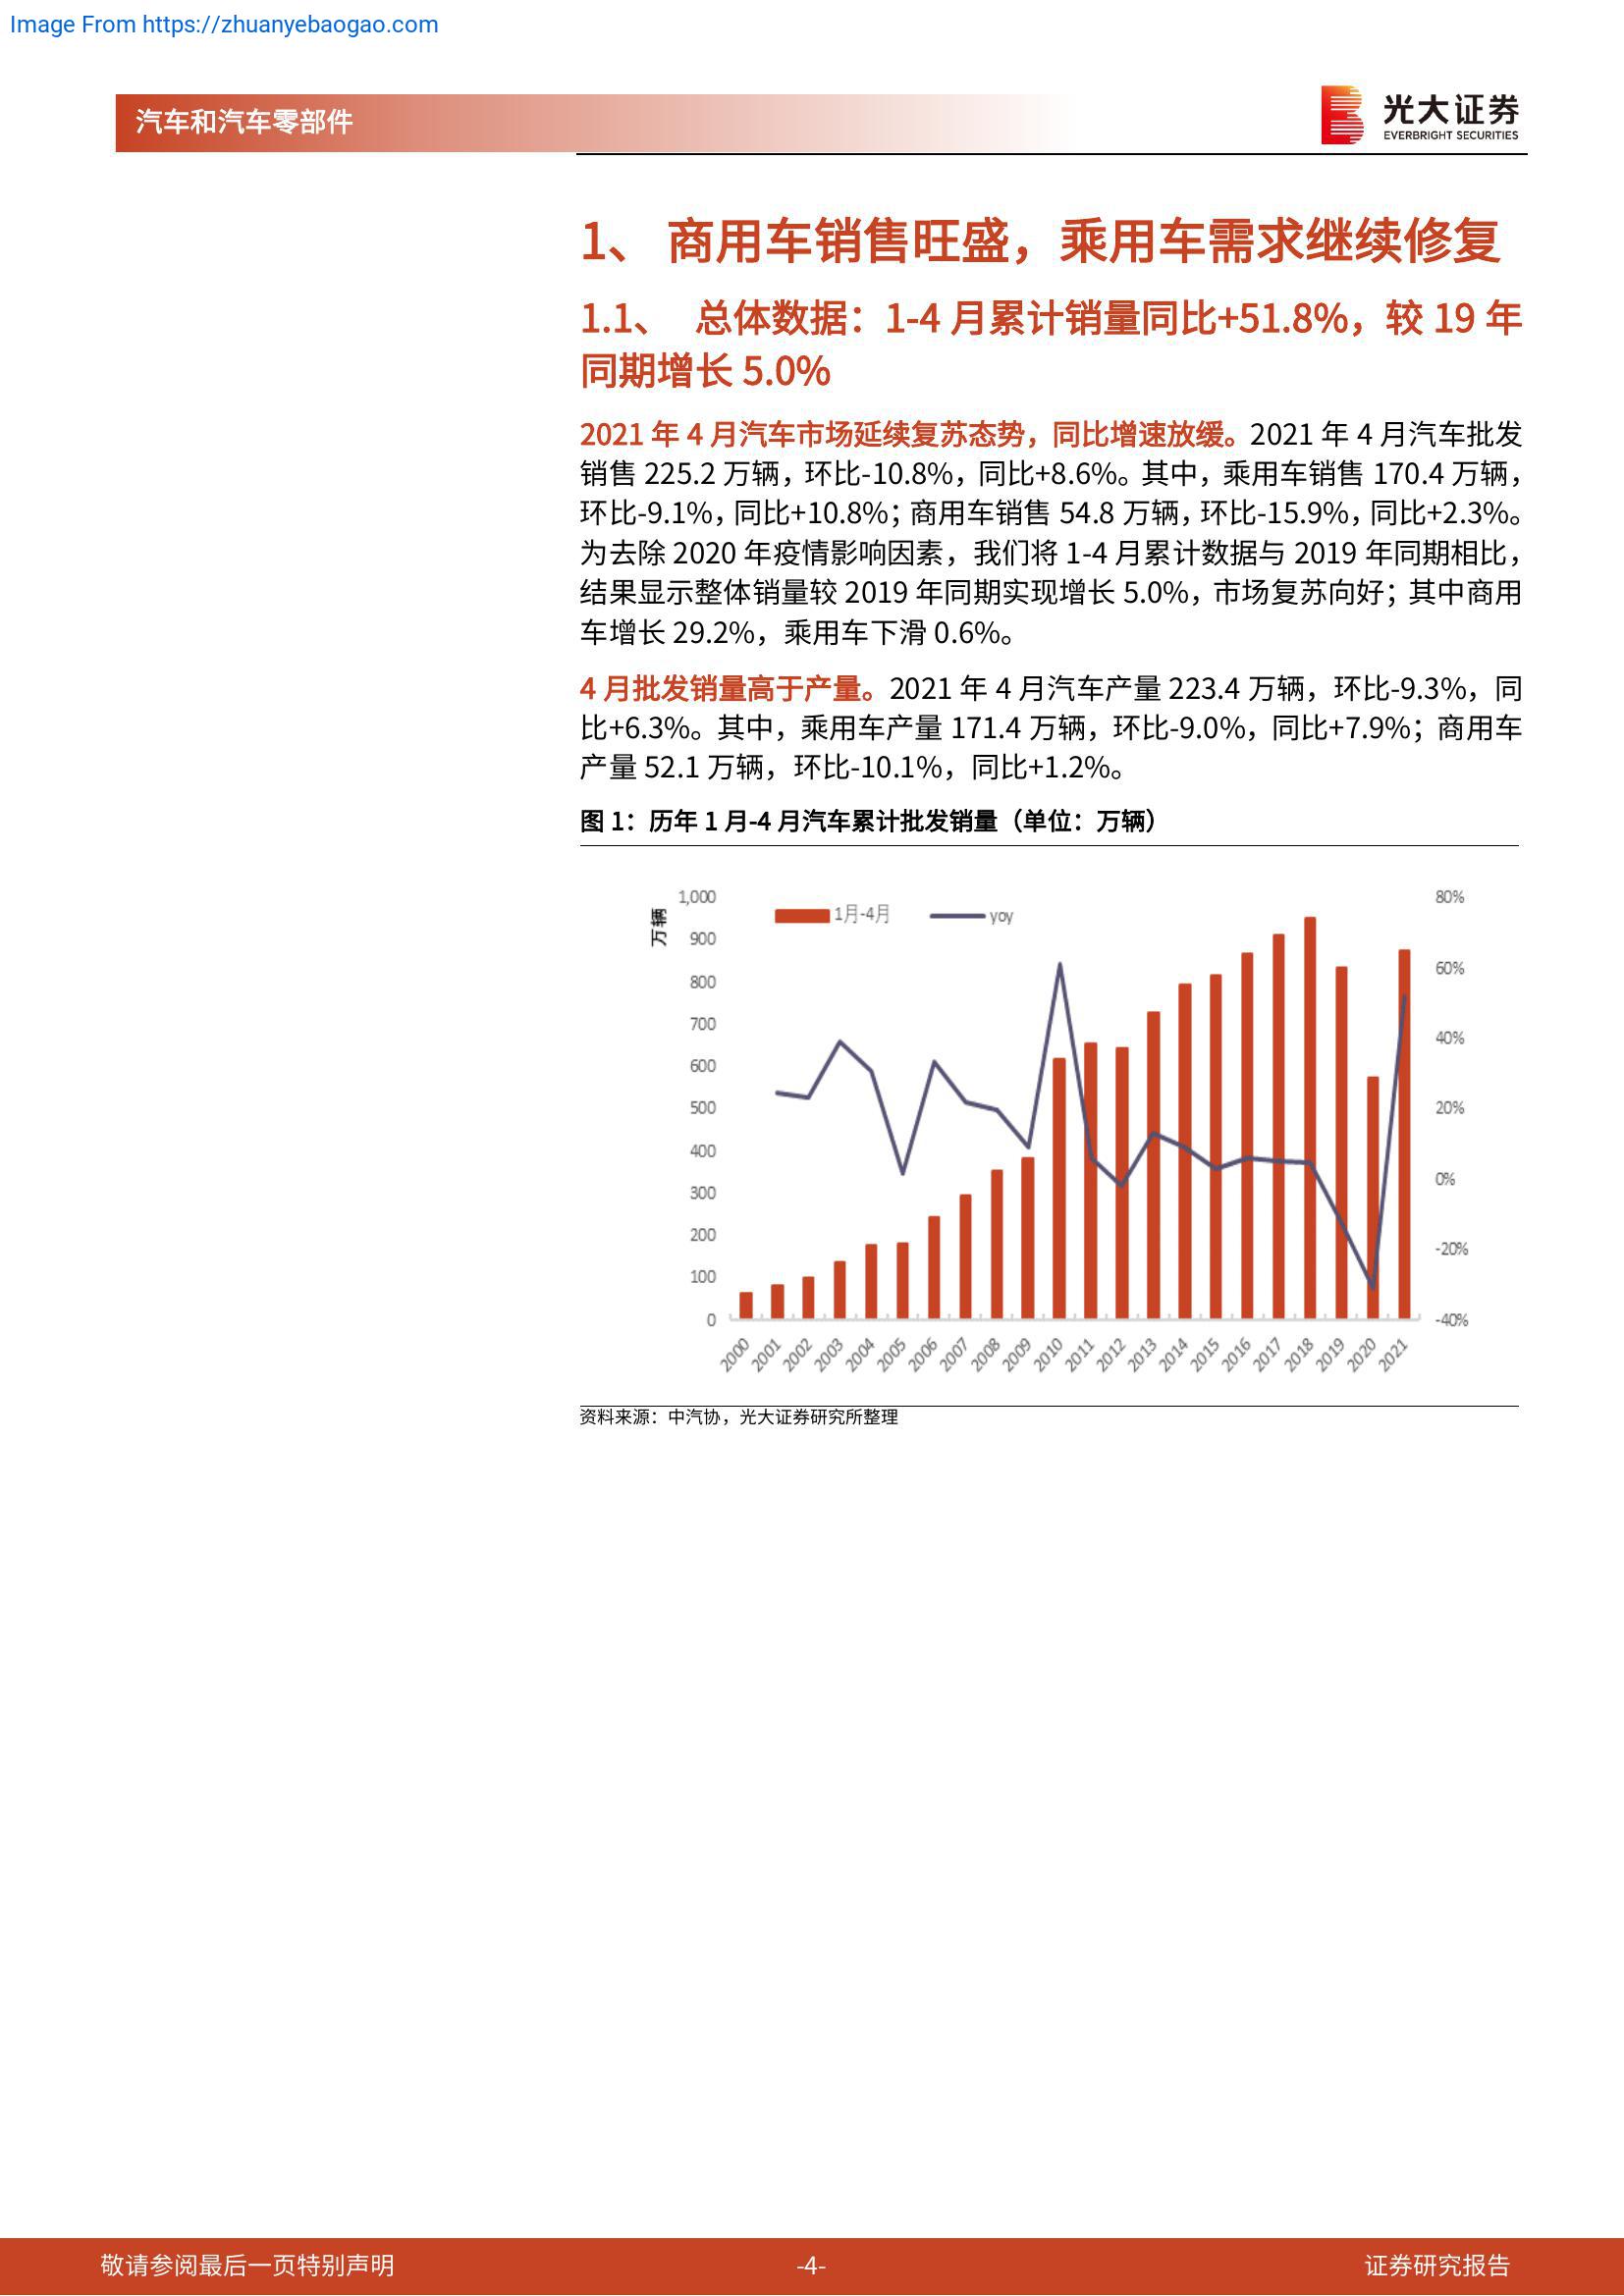 Image From https://zhuanyebaogao.com
汽车和汽车零部件
光大证券
EVERBRIGHT SECURITIES
1、 商用车销售旺盛，乘用车需求继续修复
1.1、 总体数据：1-4 月累计销量同比+51.8%，较 19 年
同期增长 5.0%
2021 年 4 月汽车市场延续复苏态势，同比增速放缓。2021 年 4 月汽车批发
销售 225.2 万辆，环比-10.8%，同比+8.6%。其中，乘用车销售 170.4 万辆，
环比-9.1%，同比+10.8%；商用车销售 54.8 万辆，环比-15.9%，同比+2.3%。
为去除 2020 年疫情影响因素，我们将 1-4 月累计数据与 2019 年同期相比，
结果显示整体销量较 2019 年同期实现增长 5.0%，市场复苏向好；其中商用
车增长 29.2%，乘用车下滑 0.6%。
4 月批发销量高于产量。2021 年 4 月汽车产量 223.4 万辆，环比-9.3%，同
比+6.3%。其中，乘用车产量 171.4 万辆，环比-9.0%，同比+7.9%；商用车
产量 52.1 万辆，环比-10.1%，同比+1.2%。
图 1：历年 1 月-4 月汽车累计批发销量（单位：万辆）
万辆
1,000
900
800
700
600
500
400
300
200
100
0
1月-4月
yoy
80%
60%
40%
20%
0%
-20%
-40%
2000 2001 2002 2003 2004 2005 2006 2007 2008 2009 2010 2011 2012 2013 2014 2015 2016 2017 2018 2019 2020 2021
资料来源：中汽协，光大证券研究所整理
敬请参阅最后一页特别声明
-4-
证券研究报告